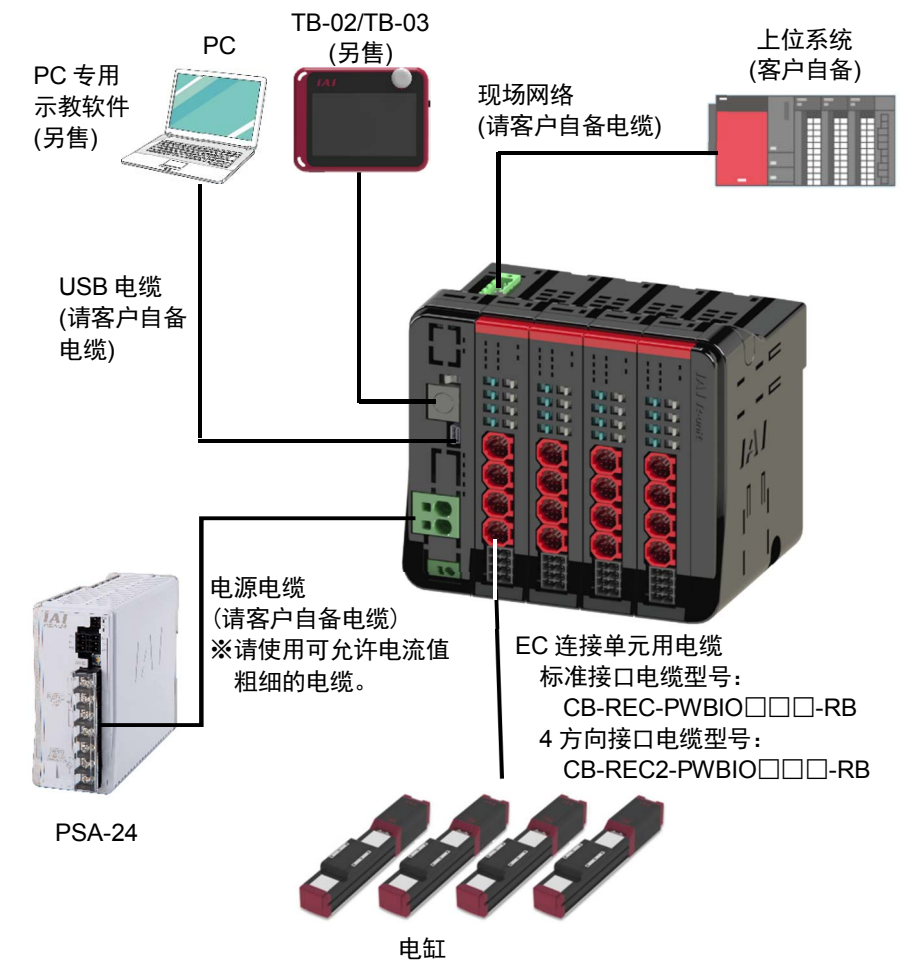 TB-02/TB-03
(另售)
PC
PC 专用
示教软件
(另售)
上位系统
(客户自备)
现场网络
(请客户自备电缆)
IAI
USB 电缆
(请客户自备
电缆)
IAI rsunit
IAI
电源电缆
(请客户自备电缆)
※请使用可允许电流值
粗细的电缆。
IAI
PSA-24
EC 连接单元用电缆
标准接口电缆型号：
CB-REC-PWBIO□□□-RB
4 方向接口电缆型号：
CB-REC2-PWBIO□□□-RB
电缸